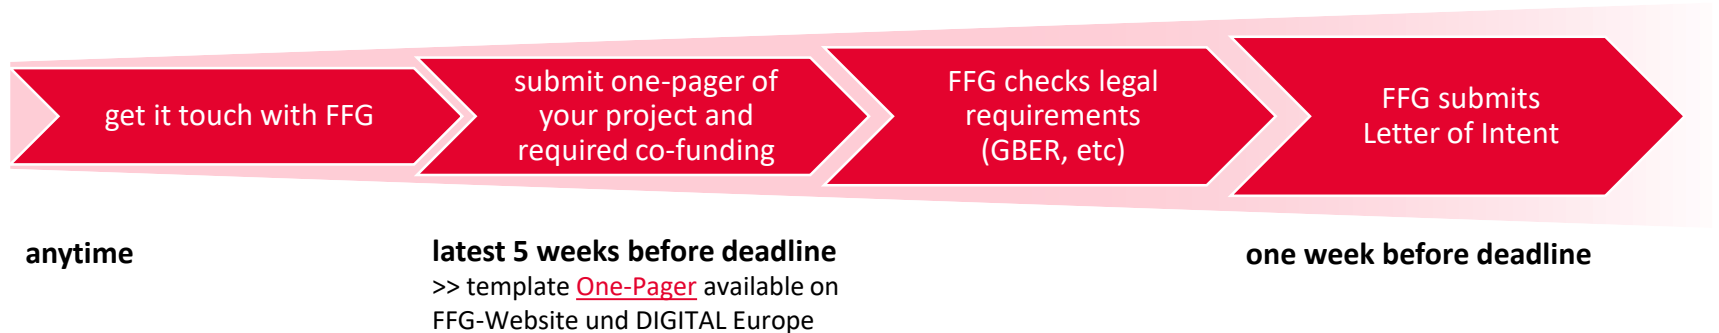 get it touch with FFG
submit one-pager of
your project and
required co-funding
FFG checks legal
requirements
(GBER, etc)
FFG submits
Letter of Intent
anytime
latest 5 weeks before deadline
>> template One-Pager available on
FFG-Website und DIGITAL Europe
one week before deadline